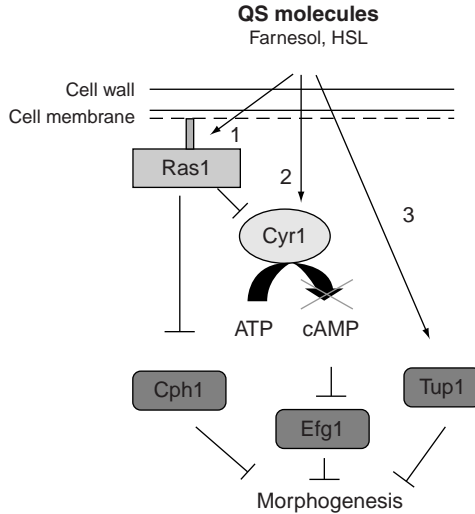 QS molecules
Farnesol, HSL
Cell wall
Cell membrane
1
Ras1
2
3
Cyr1
ATP
cAMP
Cph1
Tup1
Efg1
Morphogenesis